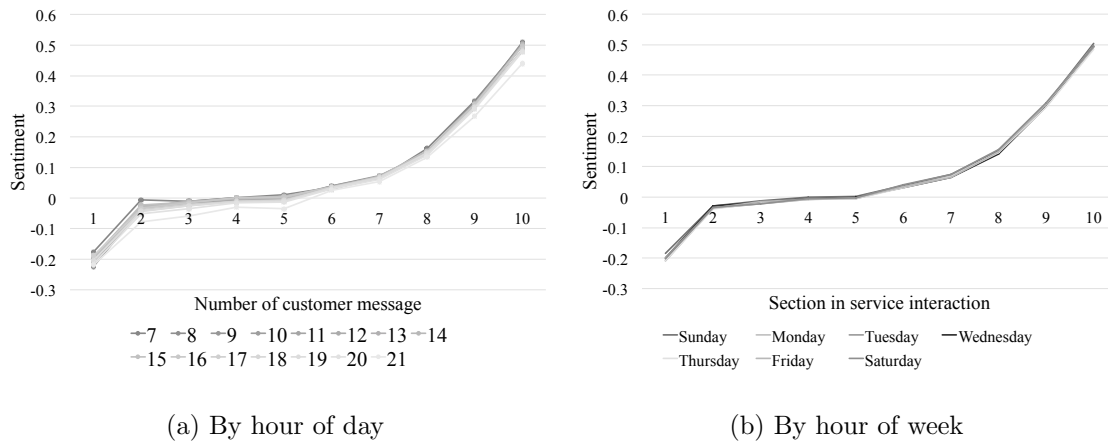 0.6
0.5
0.4
0.3
0.2
0.1
0
-0.1
-0.2
-0.3
Sentiment
1 2 3 4 5 6 7 8 9 10
Number of customer message
7 8 9 10 11 12 13 14
15 16 17 18 19 20 21
(a) By hour of day
0.6
0.5
0.4
0.3
0.2
0.1
0
-0.1
-0.2
-0.3
Sentiment
1 2 3 4 5 6 7 8 9 10
Section in service interaction
Sunday Monday Tuesday Wednesday
Thursday Friday Saturday
(b) By hour of week